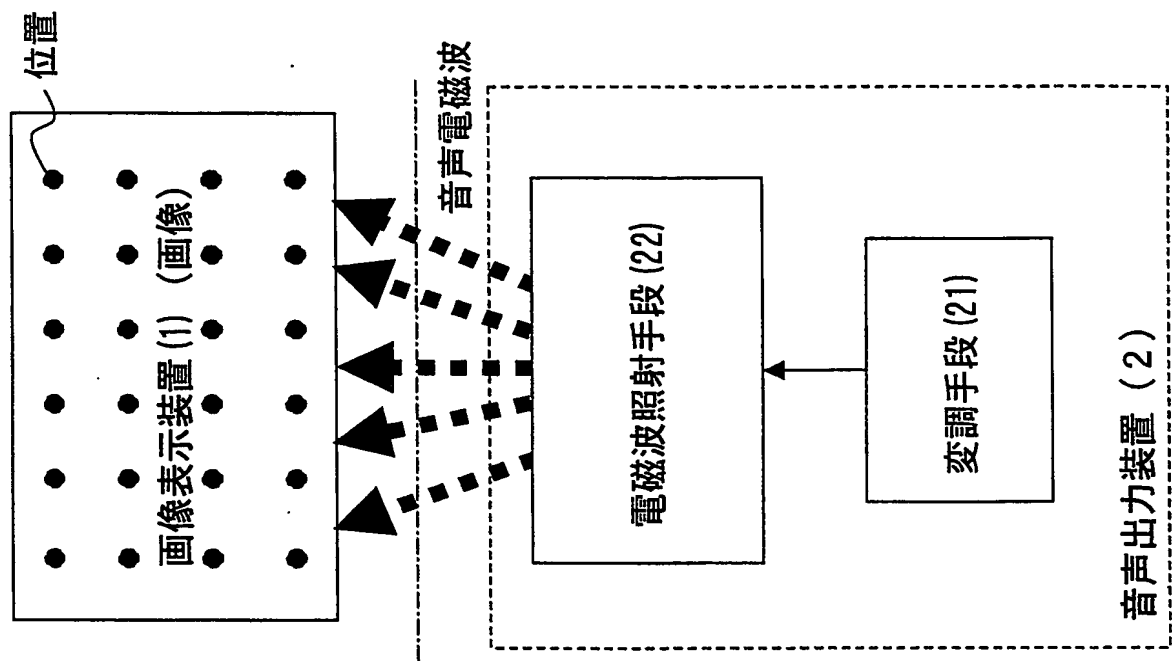 位置
画像表示装置(1) (画像)
音声電磁波
電磁波照射手段(22)
変調手段(21)
音声出力装置(2)